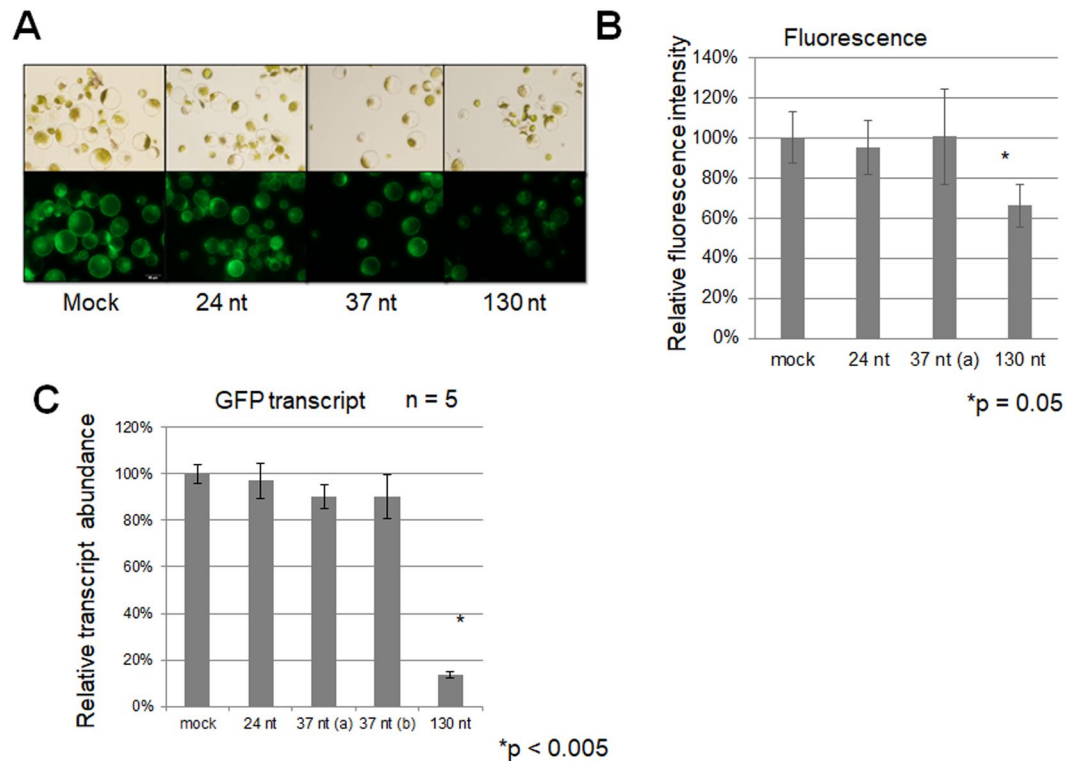 A
Mock 24 nt 37 nt 130 nt
B
Fluorescence
Relative fluorescence intensity
140%
120%
100%
80%
60%
40%
20%
0%
mock 24 nt 37 nt (a) 130 nt
*
*p = 0.05
C
GFP transcript n = 5
Relative transcript abundance
120%
100%
80%
60%
40%
20%
0%
mock 24 nt 37 nt (a) 37 nt (b) 130 nt
*
*p < 0.005